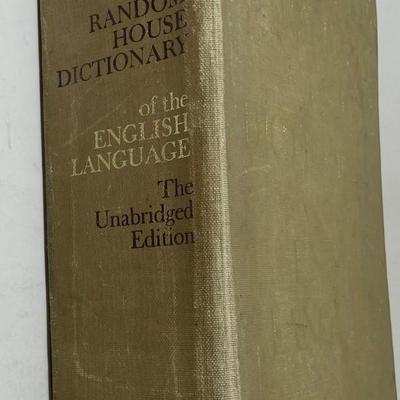 RANDOM
HOUSE
DICTIONARY
of the
ENGLISH
LANGUAGE
The
Unabridged
Edition